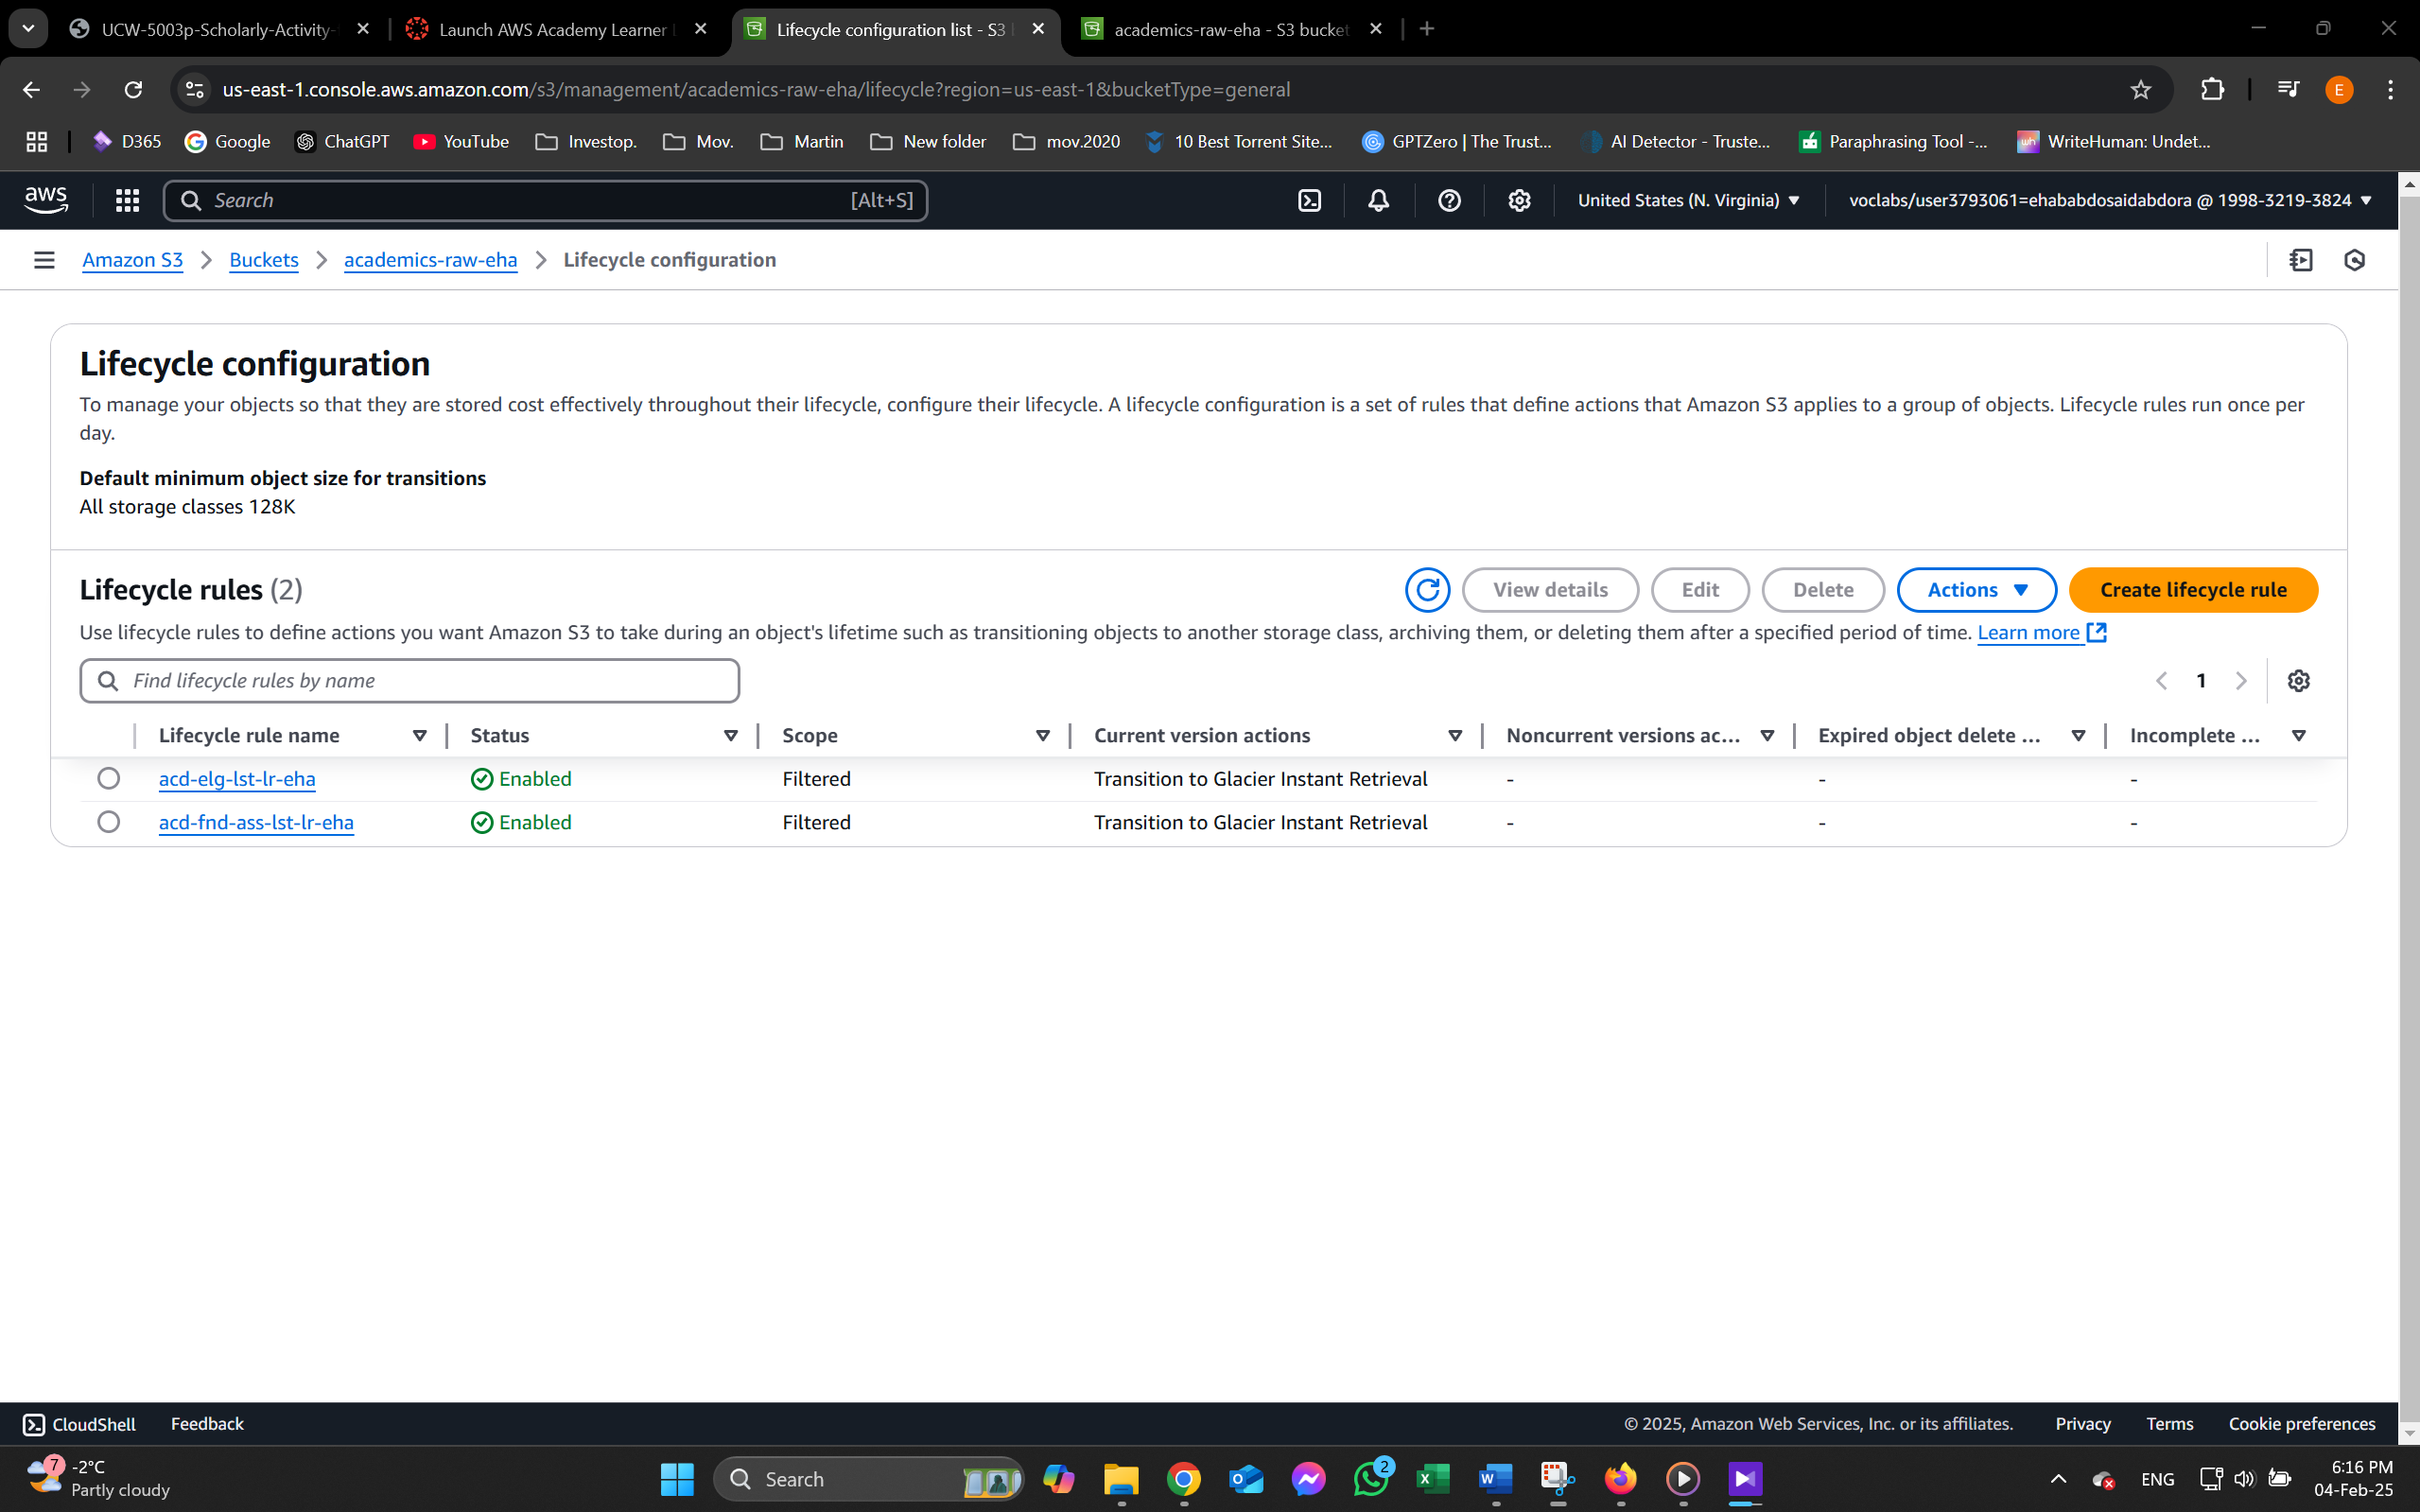 UCW-5003p-Scholarly-Activity-
Launch AWS Academy Learner
Lifecycle configuration list - S3
academics-raw-eha - S3 bucket
us-east-1.console.aws.amazon.com/s3/management/academics-raw-eha/lifecycle?region=us-east-1&bucketType=general
E
D365
Google
ChatGPT
YouTube
Investop.
Mov.
Martin
New folder
mov.2020
10 Best Torrent Site...
GPTZero | The Trust...
AI Detector - Truste...
Paraphrasing Tool -...
WriteHuman: Undet...
aws
Search
[Alt+S]
United States (N. Virginia)
voclabs/user3793061=ehababdosaidabdora @ 1998-3219-3824
Amazon S3
Buckets
academics-raw-eha
Lifecycle configuration
Lifecycle configuration
To manage your objects so that they are stored cost effectively throughout their lifecycle, configure their lifecycle. A lifecycle configuration is a set of rules that define actions that Amazon S3 applies to a group of objects. Lifecycle rules run once per
day.
Default minimum object size for transitions
All storage classes 128K
Lifecycle rules (2)
View details
Edit
Delete
Actions
Create lifecycle rule
Use lifecycle rules to define actions you want Amazon S3 to take during an object's lifetime such as transitioning objects to another storage class, archiving them, or deleting them after a specified period of time. Learn more
Find lifecycle rules by name
1
Lifecycle rule name
Status
Scope
Current version actions
Noncurrent versions ac...
Expired object delete ...
Incomplete ...
acd-elg-lst-lr-eha
Enabled
Filtered
Transition to Glacier Instant Retrieval
-
-
-
acd-fnd-ass-lst-lr-eha
Enabled
Filtered
Transition to Glacier Instant Retrieval
-
-
-
CloudShell
Feedback
© 2025, Amazon Web Services, Inc. or its affiliates.
Privacy
Terms
Cookie preferences
7
-2°C
Partly cloudy
Search
2
ENG
6:16 PM
04-Feb-25